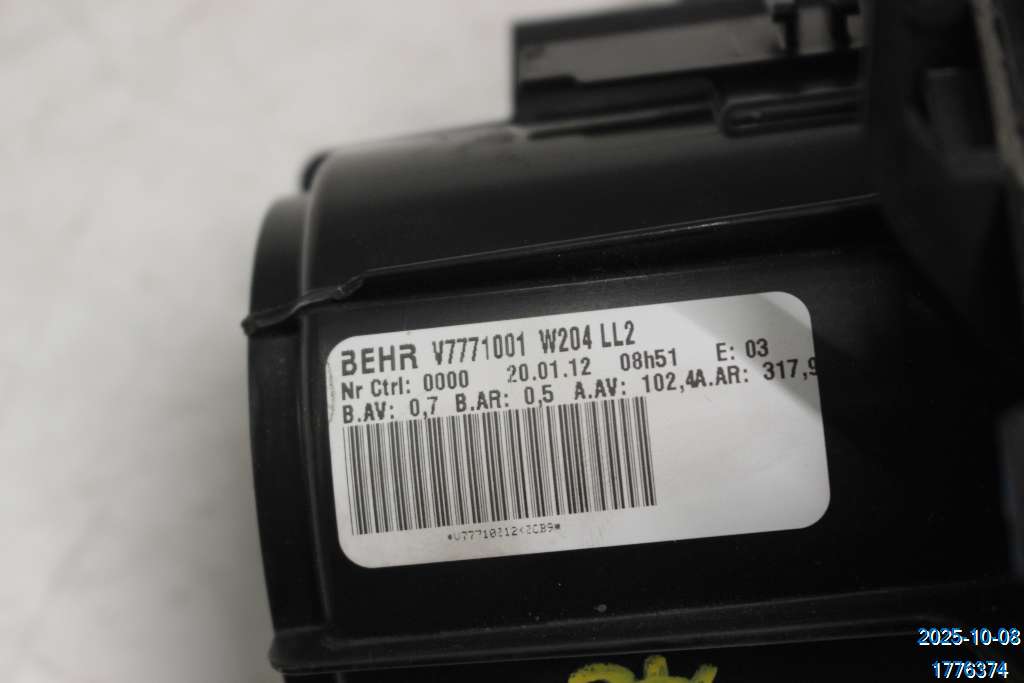 BEHR V7771001 W204 LL2
Nr Ctrl: 0000 20.01.12 08h51 E: 03
B.AV: 0,7 B.AR: 0,5 A.AV: 102,4A.AR: 317,9
2025-10-08
1776374